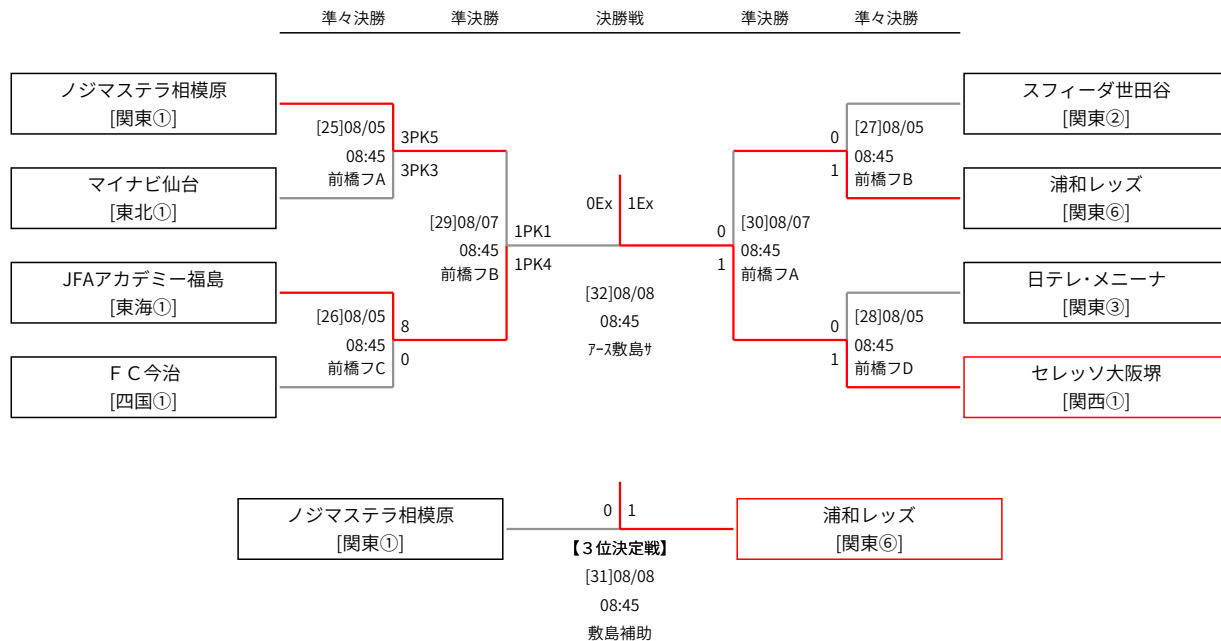 準々決勝 準決勝 決勝戦 準決勝 準々決勝
ノジマステラ相模原
[関東①]
マイナビ仙台
[東北①]
JFAアカデミー福島
[東海①]
ＦＣ今治
[四国①]
[25]08/05
08:45
前橋フA
3PK5
3PK3
[26]08/05
08:45
前橋フC
8
0
[29]08/07
08:45
前橋フB
1PK1
1PK4
0Ex 1Ex
[32]08/08
08:45
ｱｰｽ敷島ｻ
0
1
[30]08/07
08:45
前橋フA
0
1
[27]08/05
08:45
前橋フB
0
1
[28]08/05
08:45
前橋フD
スフィーダ世田谷
[関東②]
浦和レッズ
[関東⑥]
日テレ･メニーナ
[関東③]
セレッソ大阪堺
[関西①]
ノジマステラ相模原
[関東①]
0 1
浦和レッズ
[関東⑥]
【３位決定戦】
[31]08/08
08:45
敷島補助